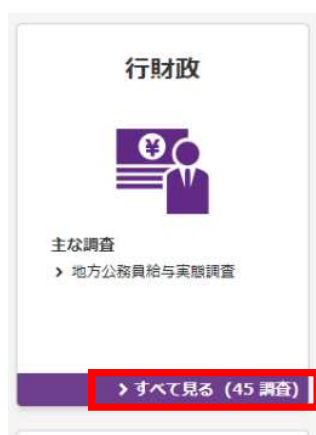 行財政
¥
主な調査
> 地方公務員給与実態調査
> すべて見る (45 調査)